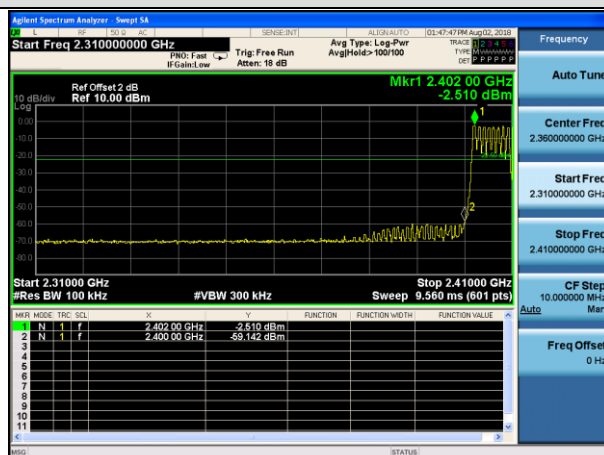 Agilent Spectrum Analyzer - Swept SA
L RF 50 Ω AC SENSE:INT ALIGN AUTO 01:47:47 PM Aug 02, 2018
Start Freq 2.310000000 GHz
PNO: Fast
IFGain:Low
Trig: Free Run
Atten: 18 dB
Avg Type: Log-Pwr
Avg|Hold:>100/100
TRACE 1 2 3 4 5 6
TYPE M
DET P P P P P P
Ref Offset 2 dB
10 dB/div Ref 10.00 dBm
Log
Mkr1 2.402 00 GHz
-2.510 dBm
1
0.00
-10.0
-20.0
-30.0
-40.0
-50.0
2
-60.0
-70.0
-80.0
Start 2.31000 GHz Stop 2.41000 GHz
#Res BW 100 kHz #VBW 300 kHz Sweep 9.560 ms (601 pts)
MKR MODE TRC SCL X Y FUNCTION FUNCTION WIDTH FUNCTION VALUE
1 N 1 f 2.402 00 GHz -2.510 dBm
2 N 1 f 2.400 00 GHz -59.142 dBm
3
4
5
6
7
8
9
10
11
MSG STATUS
Frequency
Auto Tune
Center Freq
2.360000000 GHz
Start Freq
2.310000000 GHz
Stop Freq
2.410000000 GHz
CF Step
10.000000 MHz
Auto Man
Freq Offset
0 Hz